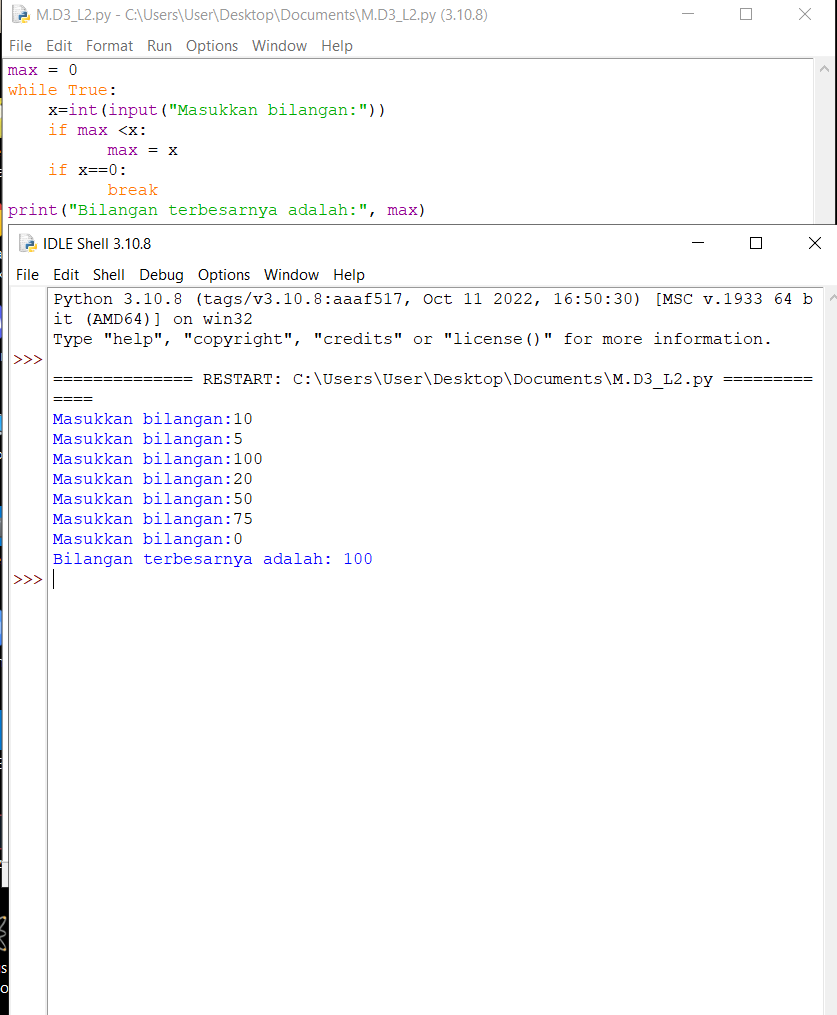 M.D3_L2.py - C:\Users\User\Desktop\Documents\M.D3_L2.py (3.10.8)
File Edit Format Run Options Window Help
max = 0
while True:
    x=int(input("Masukkan bilangan:"))
    if max <x:
          max = x
    if x==0:
          break
print("Bilangan terbesarnya adalah:", max)
IDLE Shell 3.10.8
File Edit Shell Debug Options Window Help
Python 3.10.8 (tags/v3.10.8:aaaf517, Oct 11 2022, 16:50:30) [MSC v.1933 64 b
it (AMD64)] on win32
Type "help", "copyright", "credits" or "license()" for more information.
>>>
============== RESTART: C:\Users\User\Desktop\Documents\M.D3_L2.py =========
====
Masukkan bilangan:10
Masukkan bilangan:5
Masukkan bilangan:100
Masukkan bilangan:20
Masukkan bilangan:50
Masukkan bilangan:75
Masukkan bilangan:0
Bilangan terbesarnya adalah: 100
>>>